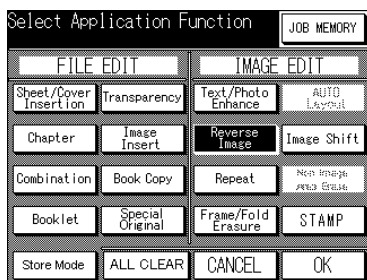 Select Application Function
JOB MEMORY
FILE EDIT
IMAGE EDIT
Sheet/Cover
Insertion
Transparency
Text/Photo
Enhance
AUTO
Layout
Chapter
Image
Insert
Reverse
Image
Image Shift
Combination
Book Copy
Repeat
Non Image
Area Erase
Booklet
Special
Original
Frame/Fold
Erasure
STAMP
Store Mode
ALL CLEAR
CANCEL
OK